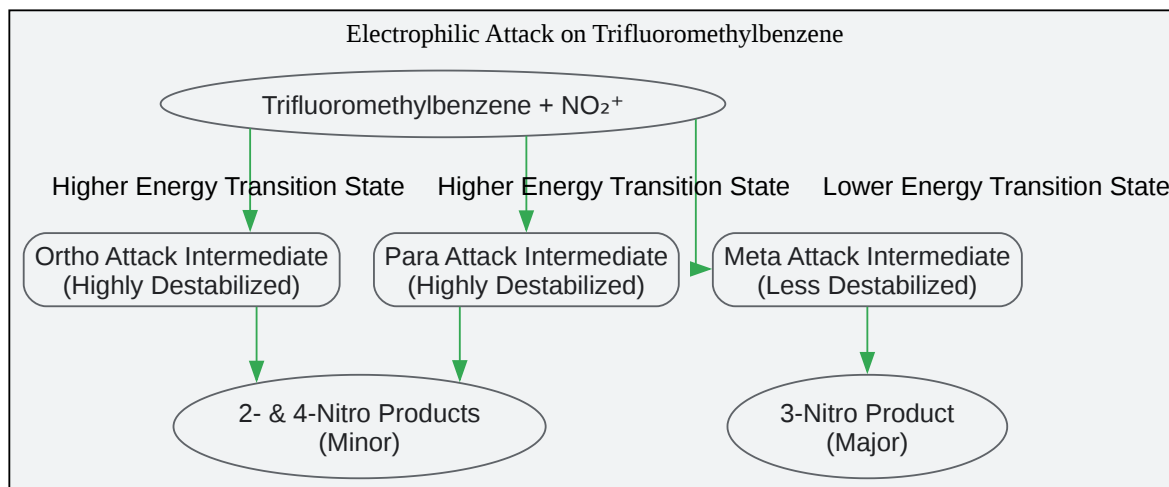 Electrophilic Attack on Trifluoromethylbenzene
Trifluoromethylbenzene + NO₂⁺
Higher Energy Transition State
Higher Energy Transition State
Lower Energy Transition State
Ortho Attack Intermediate
(Highly Destabilized)
Para Attack Intermediate
(Highly Destabilized)
Meta Attack Intermediate
(Less Destabilized)
2- & 4-Nitro Products
(Minor)
3-Nitro Product
(Major)